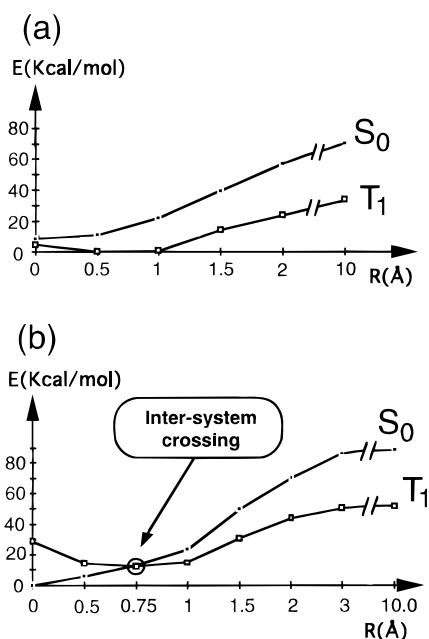 (a)
E(Kcal/mol)
80
60
40
20
0
S0
T1
0 0.5 1 1.5 2 10
R(Å)
(b)
E(Kcal/mol)
Inter-system
crossing
80
60
40
20
0
S0
T1
0 0.5 0.75 1 1.5 2 3 10.0
R(Å)